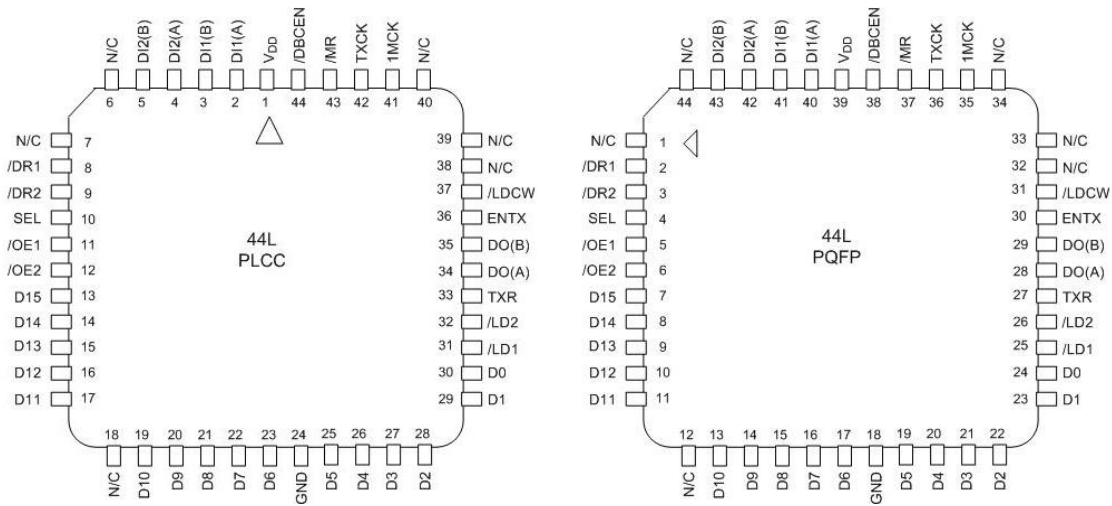 N/C DI2(B) DI2(A) DI1(B) DI1(A) VDD /DBCEN /MR TXCK 1MCK N/C
6 5 4 3 2 1 44 43 42 41 40
N/C 7
/DR1 8
/DR2 9
SEL 10
/OE1 11
/OE2 12
D15 13
D14 14
D13 15
D12 16
D11 17
44L
PLCC
39 N/C
38 N/C
37 /LDCW
36 ENTX
35 DO(B)
34 DO(A)
33 TXR
32 /LD2
31 /LD1
30 D0
29 D1
18 19 20 21 22 23 24 25 26 27 28
N/C D10 D9 D8 D7 D6 GND D5 D4 D3 D2
N/C DI2(B) DI2(A) DI1(B) DI1(A) VDD /DBCEN /MR TXCK 1MCK N/C
44 43 42 41 40 39 38 37 36 35 34
N/C 1
/DR1 2
/DR2 3
SEL 4
/OE1 5
/OE2 6
D15 7
D14 8
D13 9
D12 10
D11 11
44L
PQFP
33 N/C
32 N/C
31 /LDCW
30 ENTX
29 DO(B)
28 DO(A)
27 TXR
26 /LD2
25 /LD1
24 D0
23 D1
12 13 14 15 16 17 18 19 20 21 22
N/C D10 D9 D8 D7 D6 GND D5 D4 D3 D2